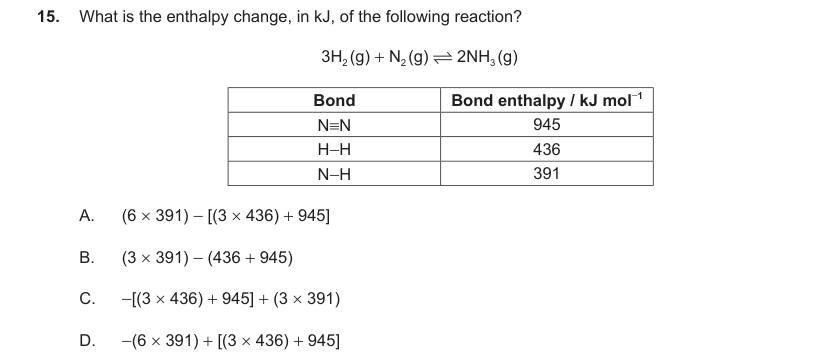 15. What is the enthalpy change, in kJ, of the following reaction?
3H₂(g) + N₂(g) ⇌ 2NH₃(g)
Bond Bond enthalpy / kJ mol⁻¹
N≡N 945
H–H 436
N–H 391
A. (6 × 391) – [(3 × 436) + 945]
B. (3 × 391) – (436 + 945)
C. –[(3 × 436) + 945] + (3 × 391)
D. –(6 × 391) + [(3 × 436) + 945]